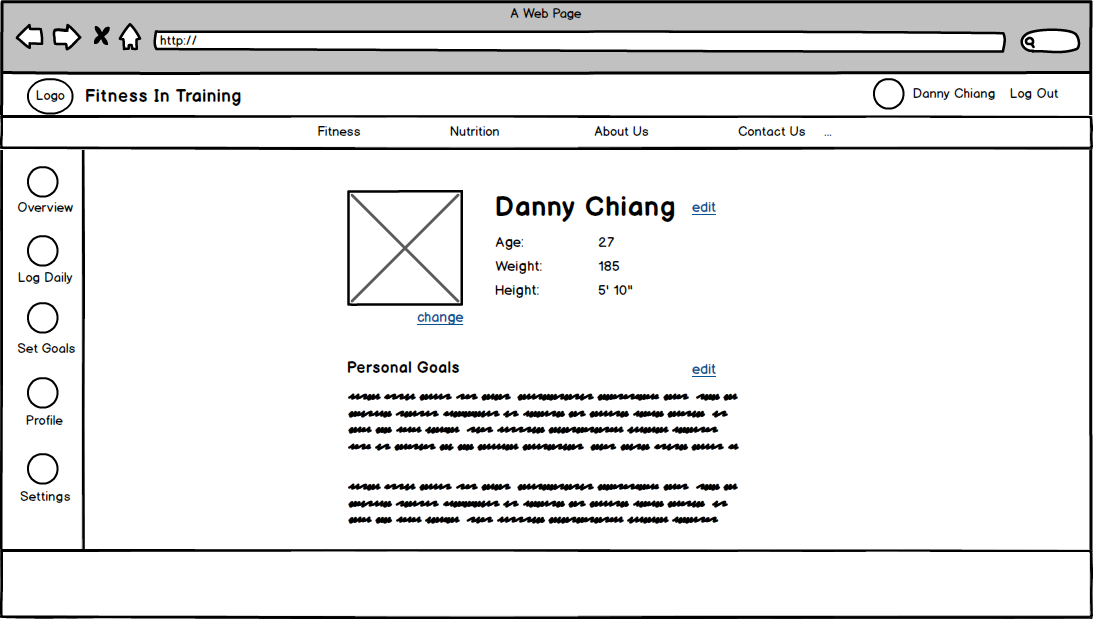 A Web Page
http://
Logo Fitness In Training Danny Chiang Log Out
Fitness Nutrition About Us Contact Us ...
Overview
Log Daily
Set Goals
Profile
Settings
Danny Chiang edit
Age: 27
Weight: 185
Height: 5' 10"
change
Personal Goals edit